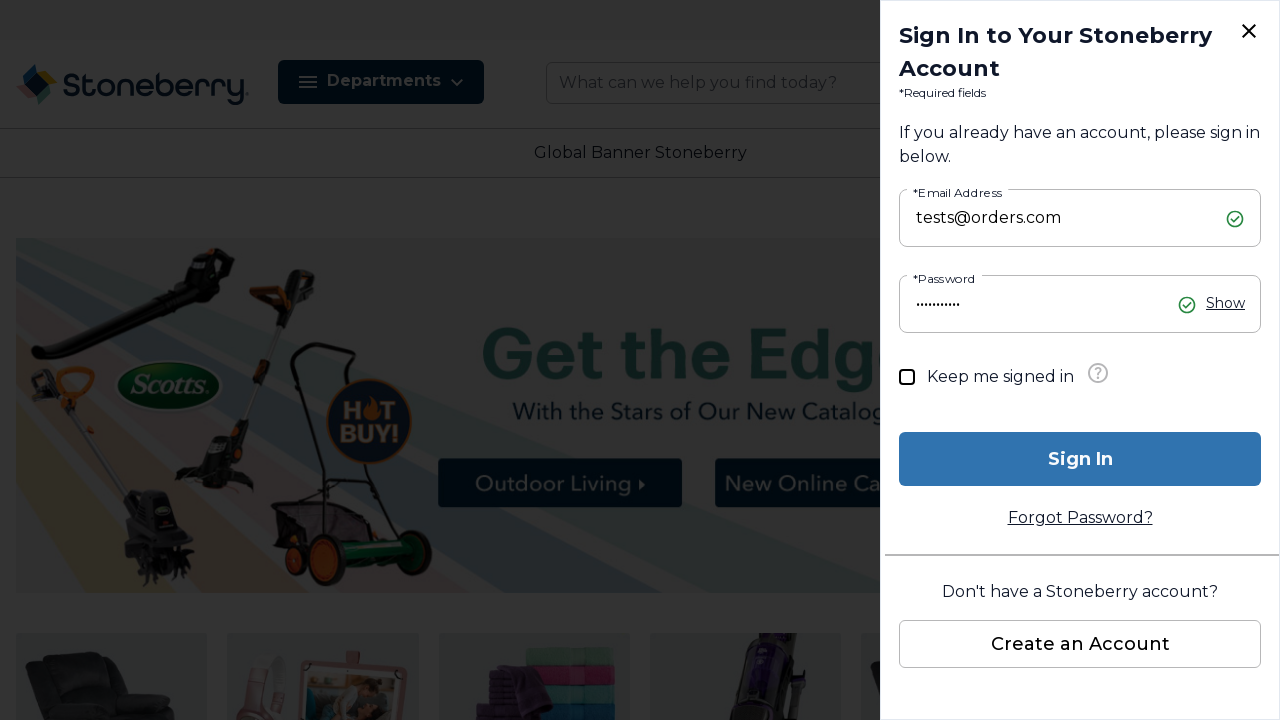 Stoneberry
Departments
What can we help you find today?
Global Banner Stoneberry
Scotts
HOT
BUY!
Get the Edge
With the Stars of Our New Catalog
Outdoor Living
New Online Ca
Sign In to Your Stoneberry
Account
*Required fields
If you already have an account, please sign in
below.
*Email Address
tests@orders.com
*Password
•••••••••••
Show
Keep me signed in
Sign In
Forgot Password?
Don't have a Stoneberry account?
Create an Account